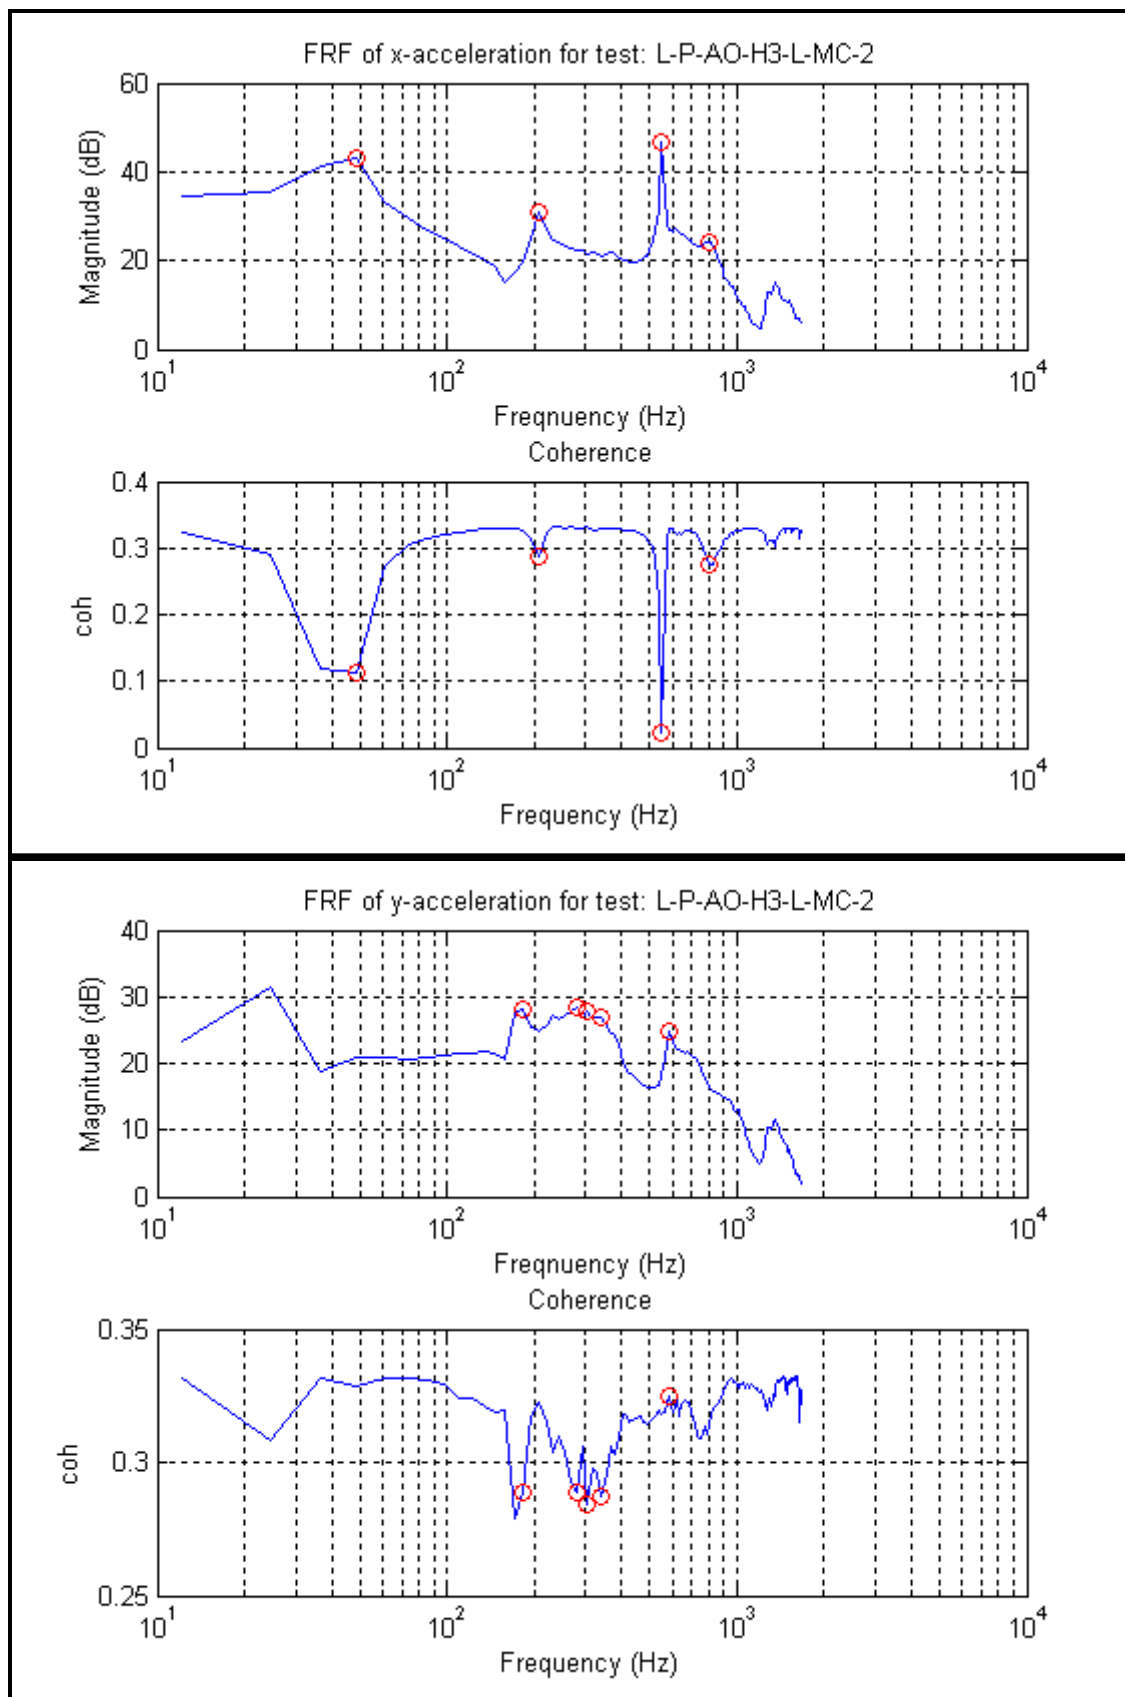 FRF of x-acceleration for test: L-P-AO-H3-L-MC-2
60
40
20
0
Magnitude (dB)
10^1 10^2 10^3 10^4
Freqnuency (Hz)
Coherence
0.4
0.3
0.2
0.1
0
coh
10^1 10^2 10^3 10^4
Frequency (Hz)
FRF of y-acceleration for test: L-P-AO-H3-L-MC-2
40
30
20
10
0
Magnitude (dB)
10^1 10^2 10^3 10^4
Freqnuency (Hz)
Coherence
0.35
0.3
0.25
coh
10^1 10^2 10^3 10^4
Frequency (Hz)